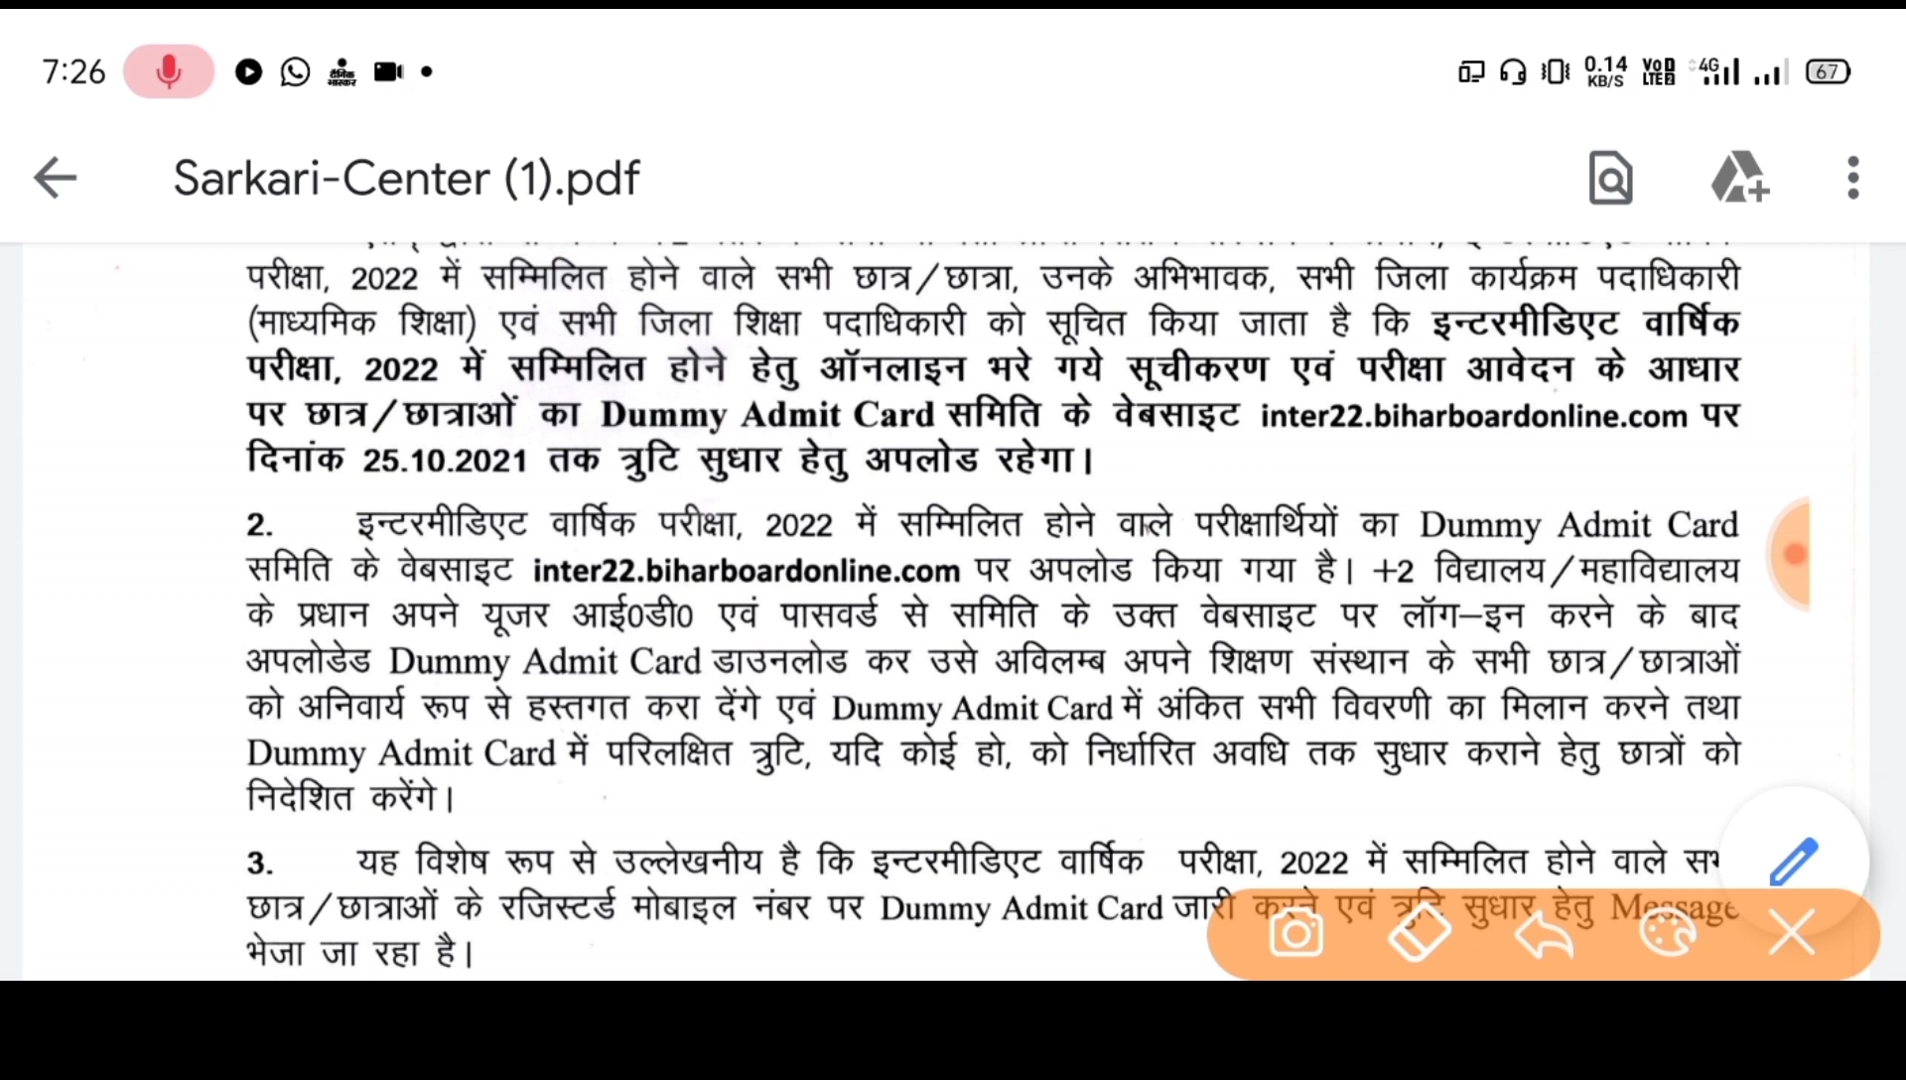 7:26
दैनिक
भास्कर
0.14
KB/S
VoD
LTE2
4G
67
Sarkari-Center (1).pdf
परीक्षा, 2022 में सम्मिलित होने वाले सभी छात्र/छात्रा, उनके अभिभावक, सभी जिला कार्यक्रम पदाधिकारी
(माध्यमिक शिक्षा) एवं सभी जिला शिक्षा पदाधिकारी को सूचित किया जाता है कि इन्टरमीडिएट वार्षिक
परीक्षा, 2022 में सम्मिलित होने हेतु ऑनलाइन भरे गये सूचीकरण एवं परीक्षा आवेदन के आधार
पर छात्र/छात्राओं का Dummy Admit Card समिति के वेबसाइट inter22.biharboardonline.com पर
दिनांक 25.10.2021 तक त्रुटि सुधार हेतु अपलोड रहेगा।
2. इन्टरमीडिएट वार्षिक परीक्षा, 2022 में सम्मिलित होने वाले परीक्षार्थियों का Dummy Admit Card
समिति के वेबसाइट inter22.biharboardonline.com पर अपलोड किया गया है। +2 विद्यालय/महाविद्यालय
के प्रधान अपने यूजर आई0डी0 एवं पासवर्ड से समिति के उक्त वेबसाइट पर लॉग–इन करने के बाद
अपलोडेड Dummy Admit Card डाउनलोड कर उसे अविलम्ब अपने शिक्षण संस्थान के सभी छात्र/छात्राओं
को अनिवार्य रूप से हस्तगत करा देंगे एवं Dummy Admit Card में अंकित सभी विवरणी का मिलान करने तथा
Dummy Admit Card में परिलक्षित त्रुटि, यदि कोई हो, को निर्धारित अवधि तक सुधार कराने हेतु छात्रों को
निदेशित करेंगे।
3. यह विशेष रूप से उल्लेखनीय है कि इन्टरमीडिएट वार्षिक परीक्षा, 2022 में सम्मिलित होने वाले
छात्र/छात्राओं के रजिस्टर्ड मोबाइल नंबर पर Dummy Admit Card जारी करने एवं त्रुटि सुधार हेतु Message
भेजा जा रहा है।